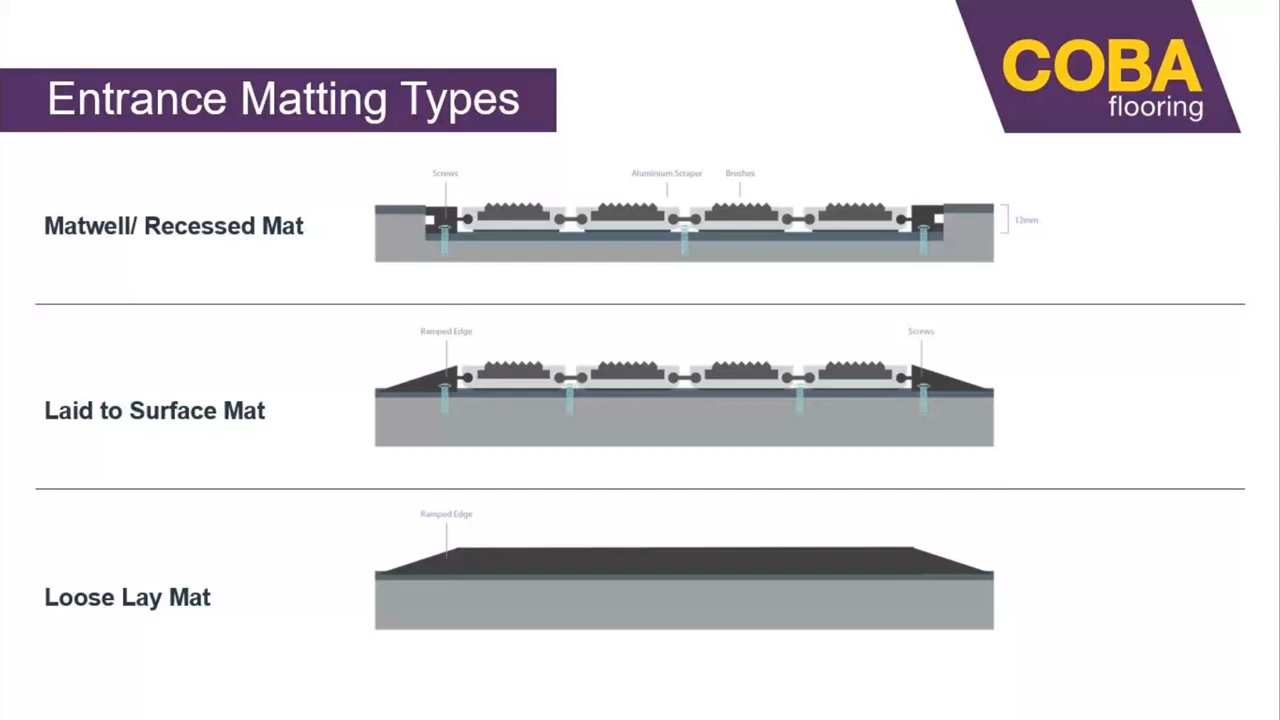 COBA
flooring
Entrance Matting Types
Screws
Aluminium Scraper
Brushes
Matwell/ Recessed Mat
12mm
Ramped Edge
Screws
Laid to Surface Mat
Ramped Edge
Loose Lay Mat